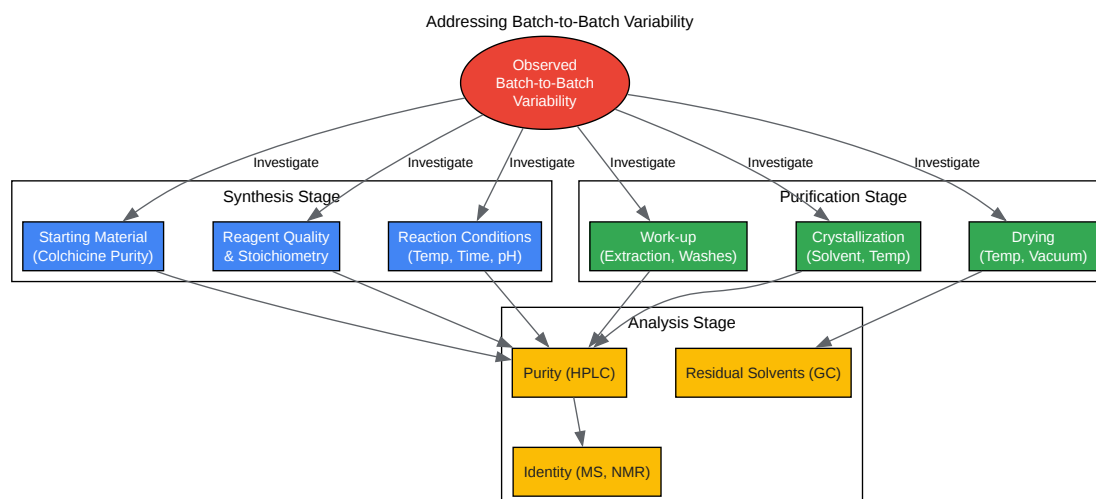 Addressing Batch-to-Batch Variability
Observed
Batch-to-Batch
Variability
Investigate
Investigate
Investigate
Investigate
Investigate
Investigate
Synthesis Stage
Purification Stage
Starting Material
(Colchicine Purity)
Reagent Quality
& Stoichiometry
Reaction Conditions
(Temp, Time, pH)
Work-up
(Extraction, Washes)
Crystallization
(Solvent, Temp)
Drying
(Temp, Vacuum)
Analysis Stage
Purity (HPLC)
Residual Solvents (GC)
Identity (MS, NMR)